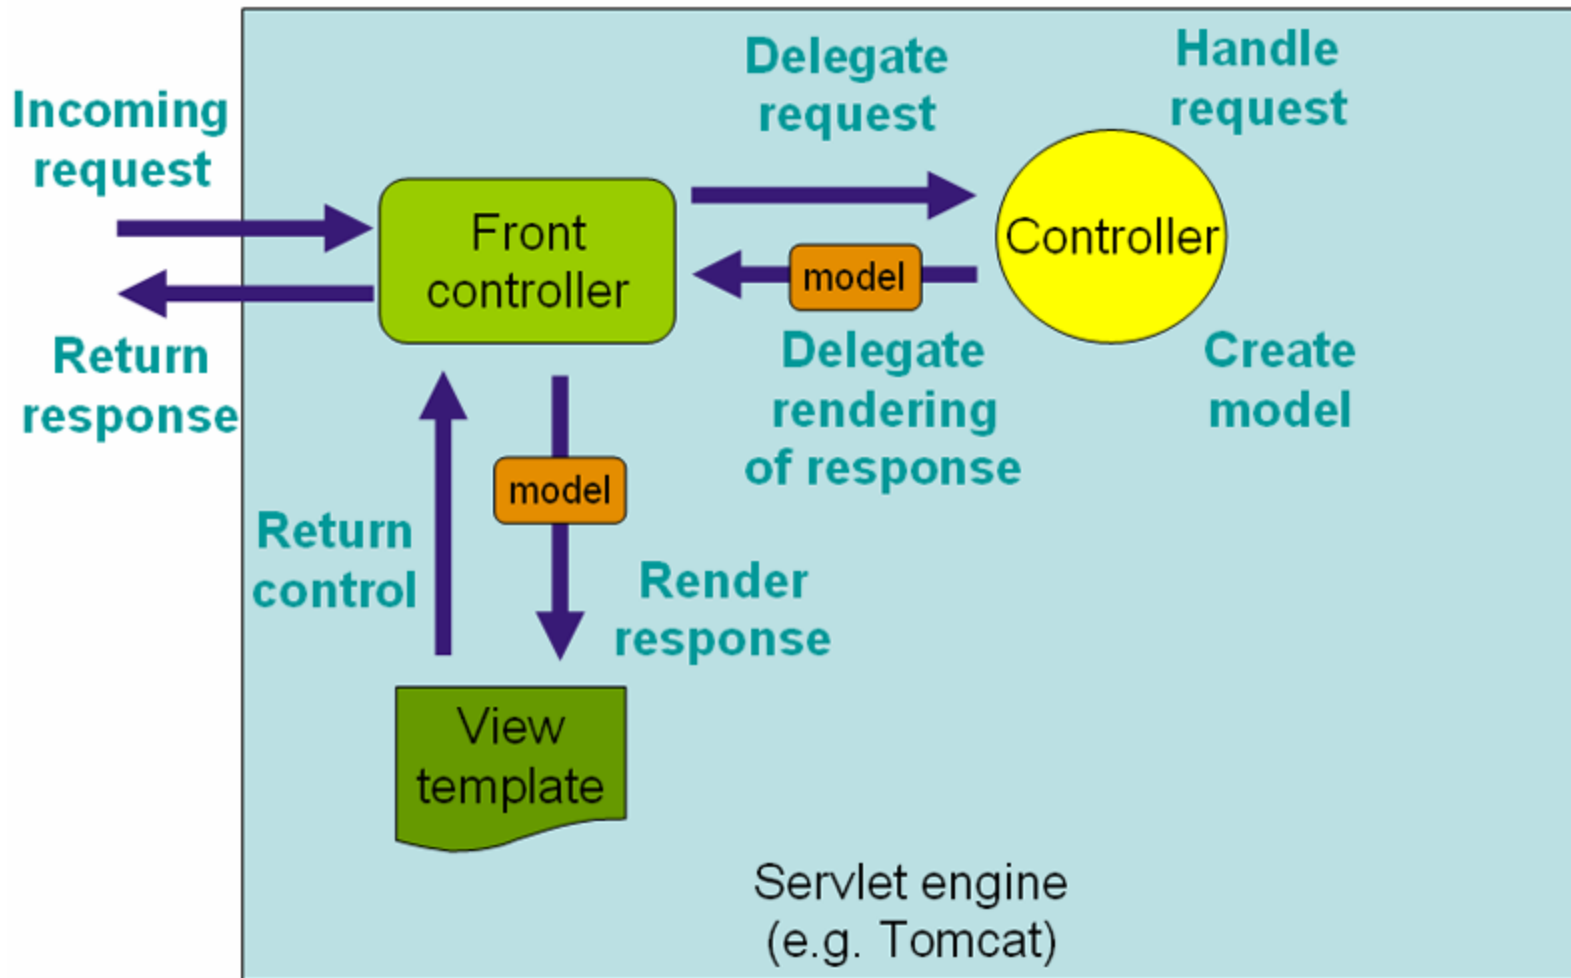 Incoming
request
Delegate
request
Handle
request
Front
controller
Controller
model
Return
response
Delegate
rendering
of response
Create
model
model
Return
control
Render
response
View
template
Servlet engine
(e.g. Tomcat)